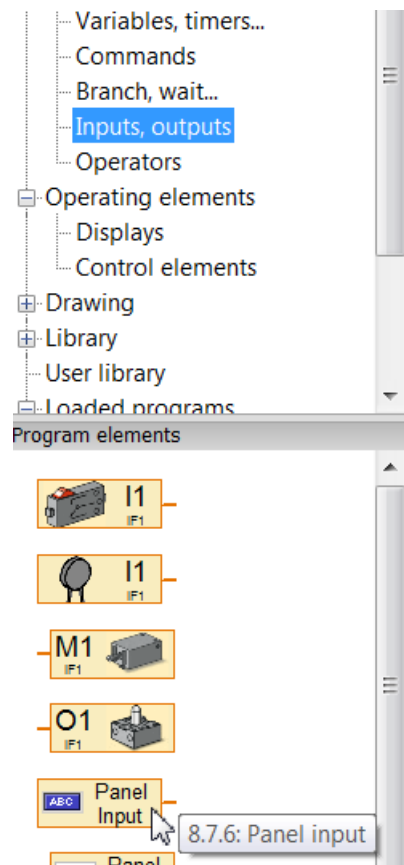 Variables, timers...
Commands
Branch, wait...
Inputs, outputs
Operators
Operating elements
Displays
Control elements
Drawing
Library
User library
Loaded programs
Program elements
I1
IF1
I1
IF1
M1
IF1
O1
IF1
ABC
Panel
Input
8.7.6: Panel input
Panel